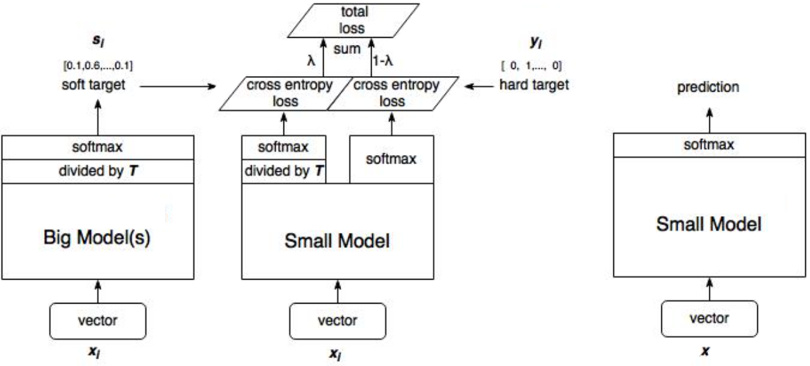 total
loss
sum
λ
1-λ
s_i
[0.1,0.6,...,0.1]
soft target
cross entropy
loss
cross entropy
loss
y_i
[ 0, 1,..., 0]
hard target
softmax
divided by T
Big Model(s)
vector
x_i
softmax
divided by T
softmax
Small Model
vector
x_i
prediction
softmax
Small Model
vector
x